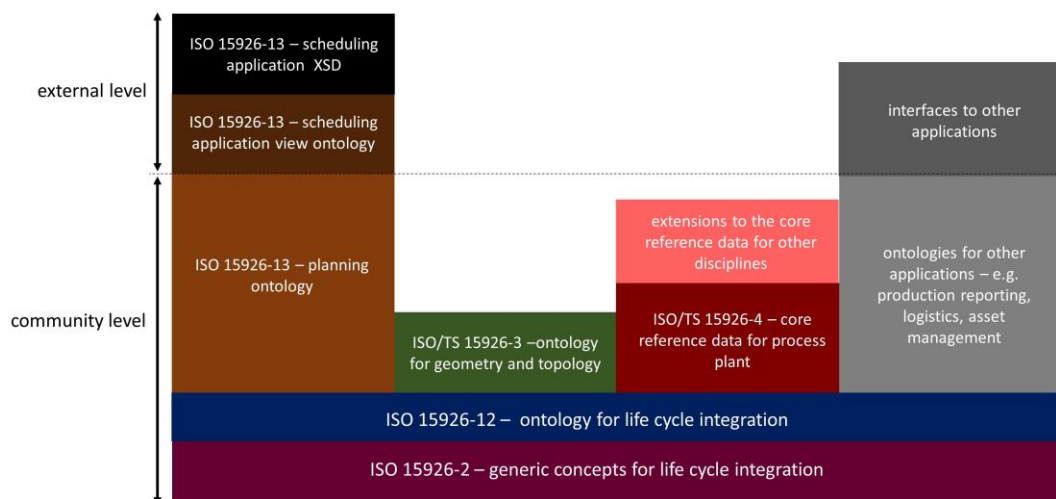 ISO 15926-13 – scheduling
application  XSD
external level
ISO 15926-13 – scheduling
application view ontology
interfaces to other
applications
ISO 15926-13 – planning
ontology
extensions to the core
reference data for other
disciplines
ontologies for other
applications – e.g.
production reporting,
logistics, asset
management
community level
ISO/TS 15926-3 –ontology
for geometry and topology
ISO/TS 15926-4 – core
reference data for process
plant
ISO 15926-12 –  ontology for life cycle integration
ISO 15926-2 – generic concepts for life cycle integration